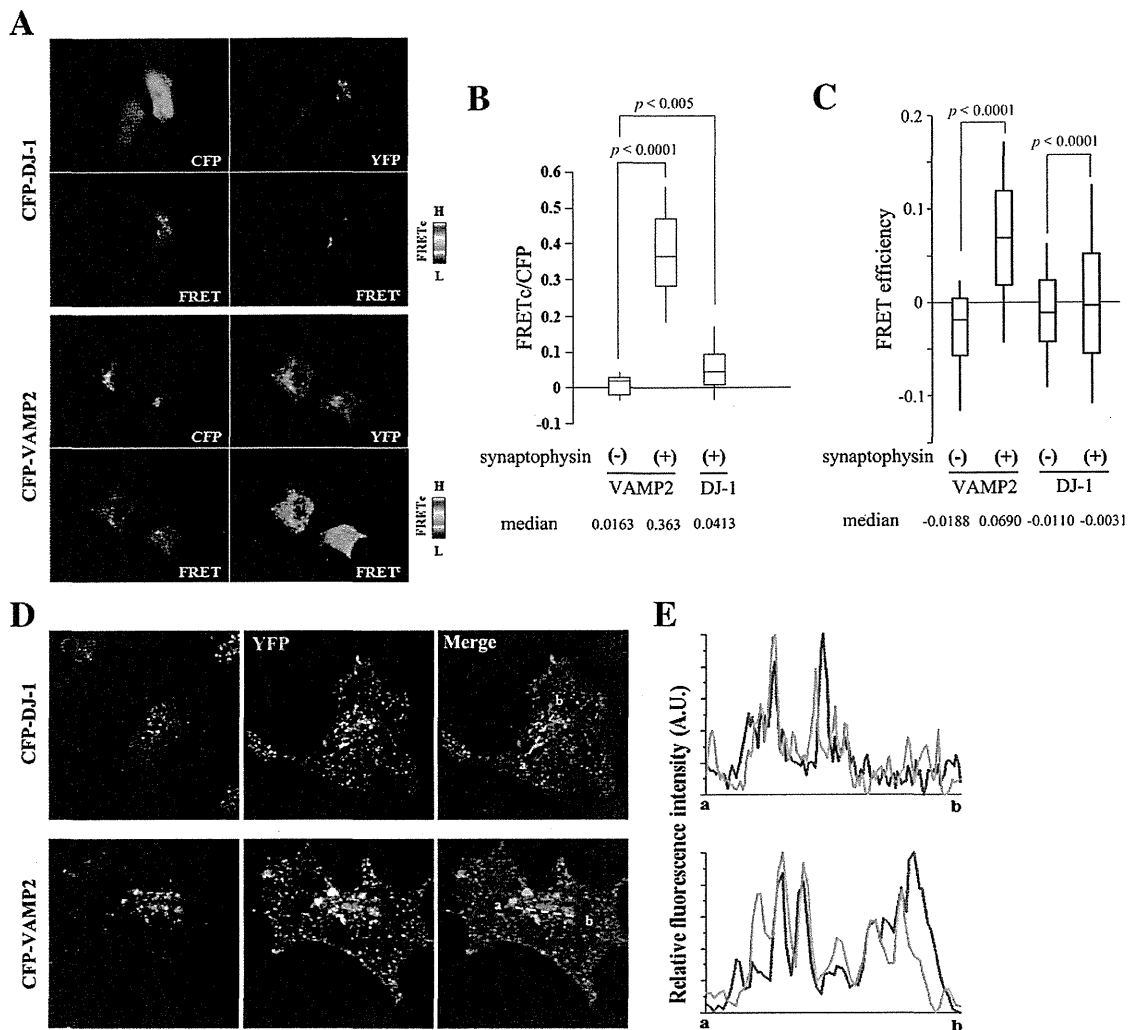 A
CFP-DJ-1
CFP
YFP
FRET
FRETc
H
FRETc
L
CFP-VAMP2
CFP
YFP
FRET
FRETc
H
FRETc
L
B
p < 0.005
p < 0.0001
FRETc/CFP
0.6
0.5
0.4
0.3
0.2
0.1
0
-0.1
synaptophysin (-) (+) (+)
VAMP2 DJ-1
median 0.0163 0.363 0.0413
C
p < 0.0001
p < 0.0001
FRET efficiency
0.2
0.1
0
-0.1
synaptophysin (-) (+) (-) (+)
VAMP2 DJ-1
median -0.0188 0.0690 -0.0110 -0.0031
D
CFP-DJ-1
YFP
Merge
a
b
CFP-VAMP2
a
b
E
Relative fluorescence intensity (A.U.)
a b
a b